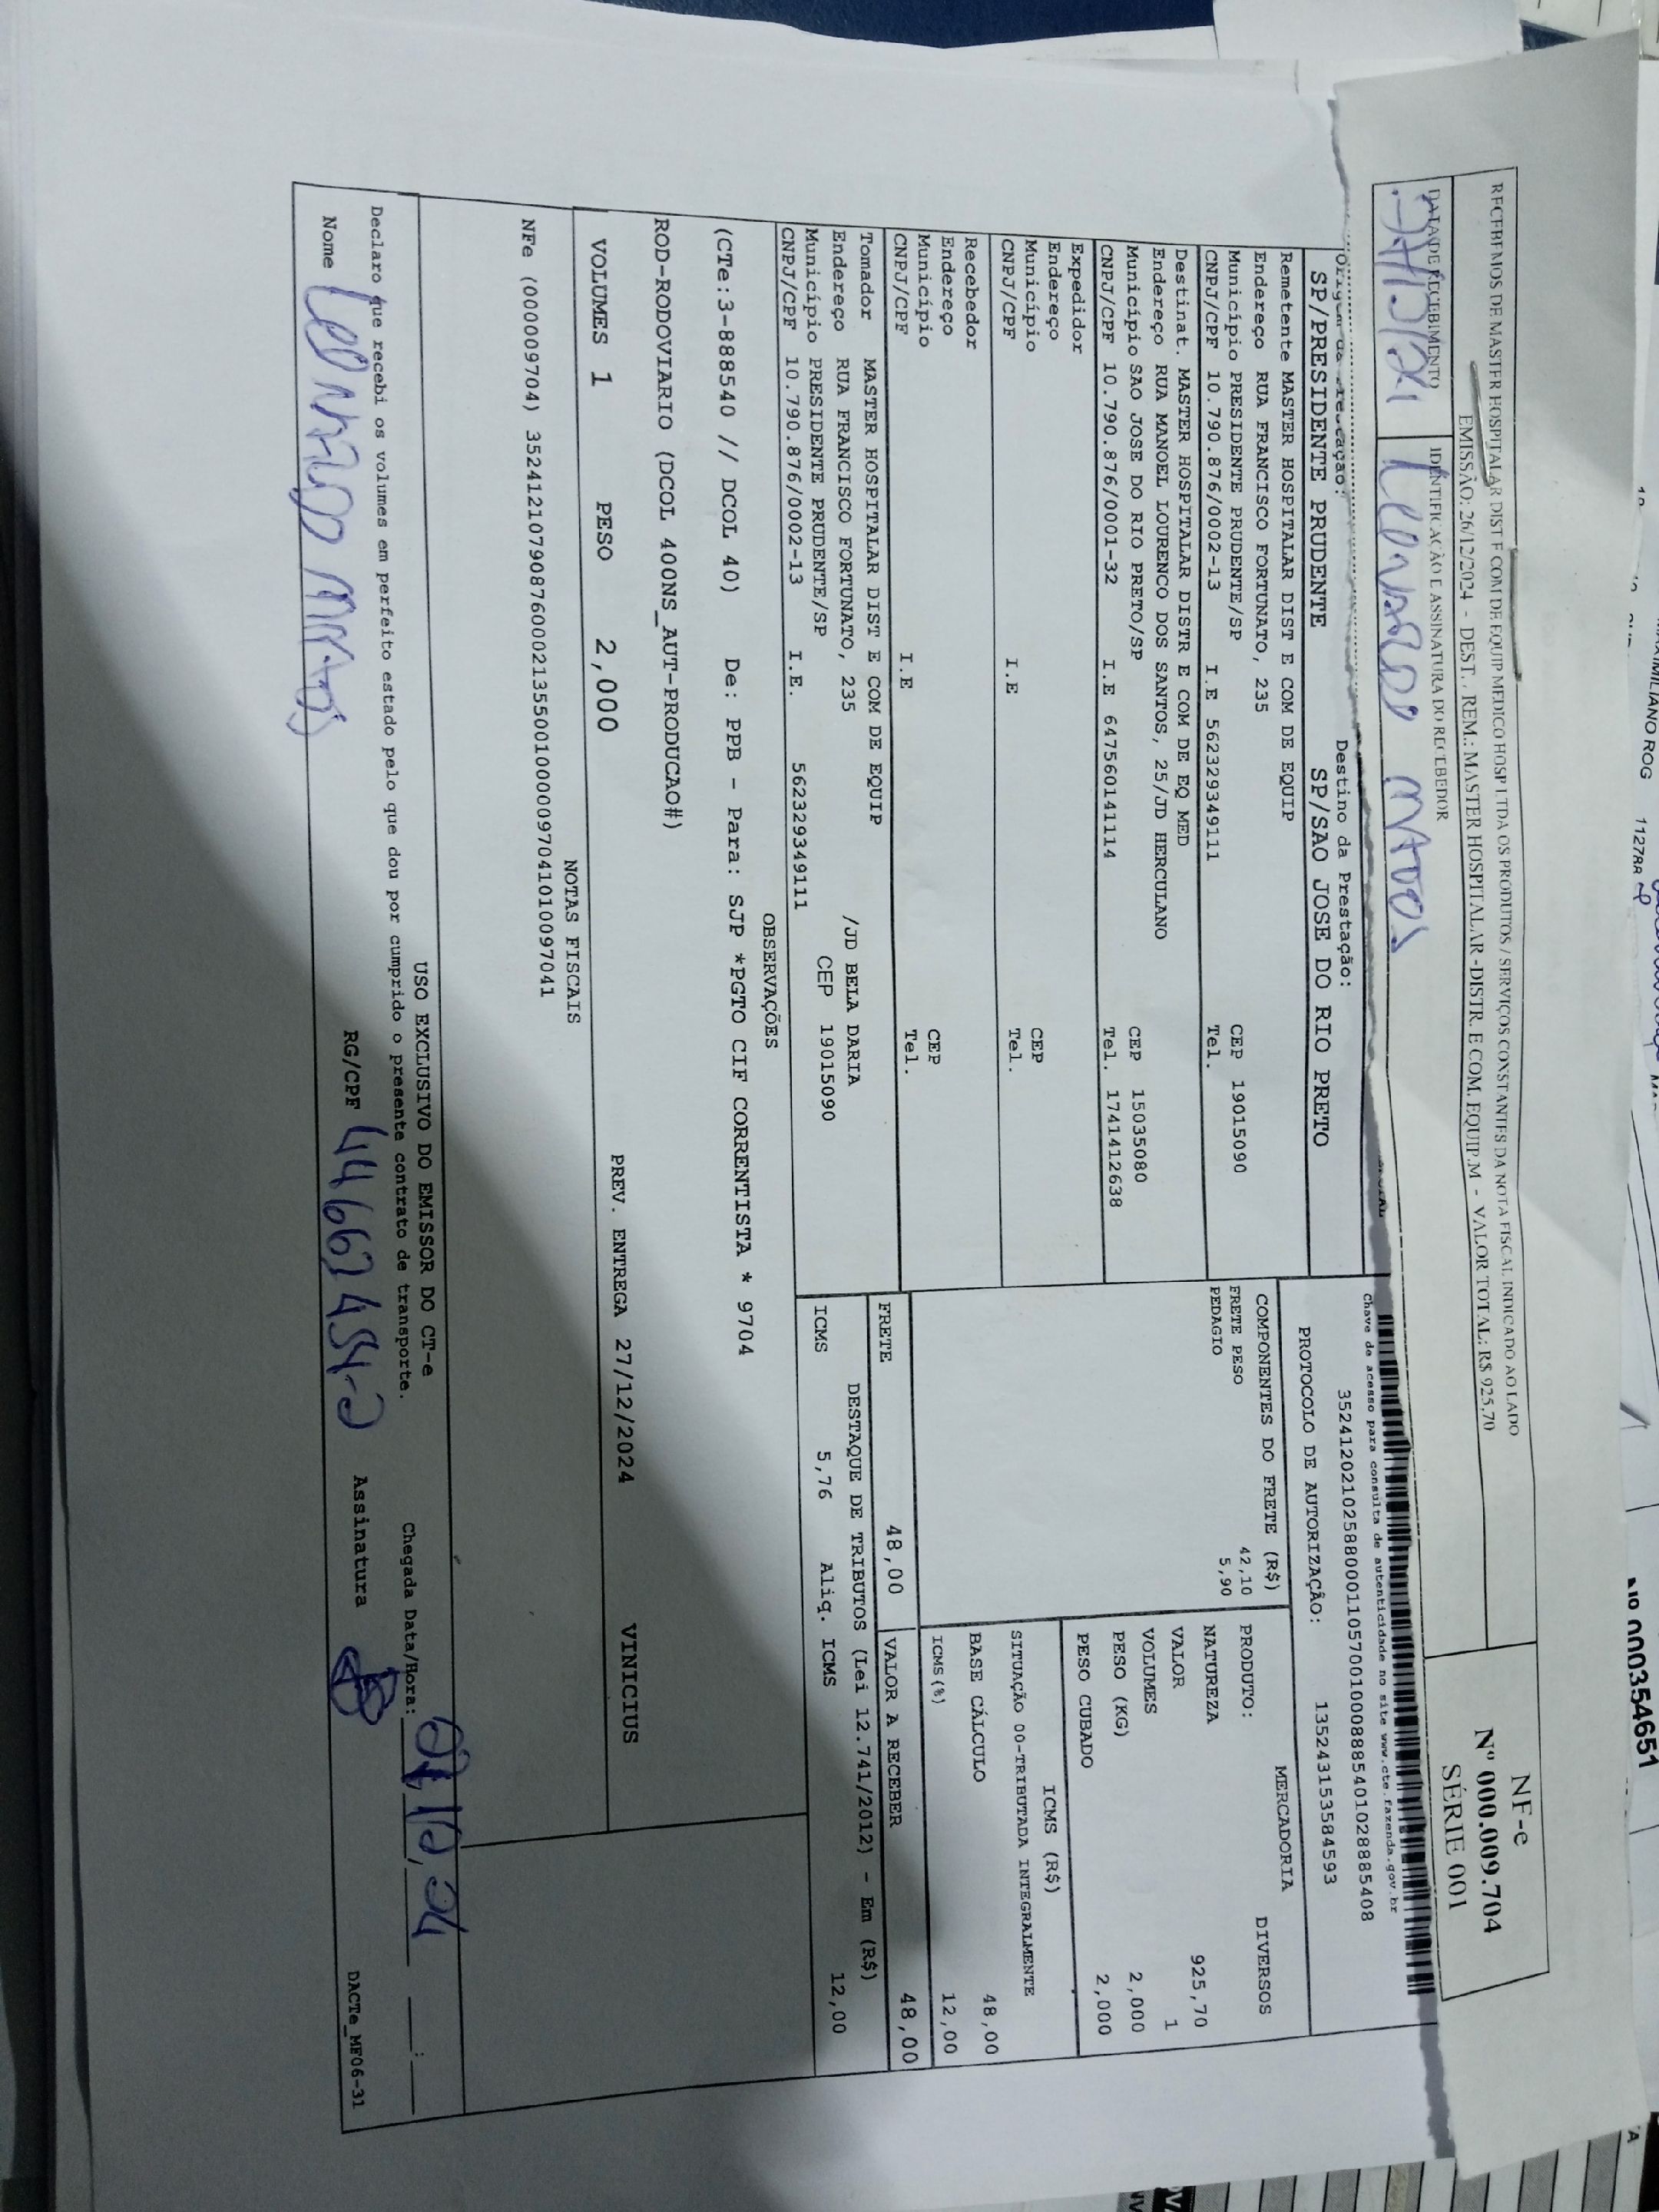 RECEBEMOS DE MASTER HOSPITALAR DIST E COM DE EQUIP MEDICO HOSP LTDA OS PRODUTOS / SERVIÇOS CONSTANTES DA NOTA FISCAL INDICADO AO LADO
EMISSÃO: 26/12/2024 - DEST. / REM.: MASTER HOSPITALAR -DISTR. E COM. EQUIP.M - VALOR TOTAL: R$ 925,70
DATA DE RECEBIMENTO
IDENTIFICAÇÃO E ASSINATURA DO RECEBEDOR
Leonardo Matos
NF-e
Nº 000.009.704
SÉRIE 001
Nº 000354651
MAXIMILIANO ROG
Chave de acesso para consulta de autenticidade no site www.cte.fazenda.gov.br
35241202102588000110570010008885401028885408
PROTOCOLO DE AUTORIZAÇÃO: 135243153584593
Origem da Prestação: Destino da Prestação:
SP/PRESIDENTE PRUDENTE SP/SAO JOSE DO RIO PRETO
Remetente MASTER HOSPITALAR DIST E COM DE EQUIP
Endereço RUA FRANCISCO FORTUNATO, 235
Município PRESIDENTE PRUDENTE/SP CEP 19015090
CNPJ/CPF 10.790.876/0002-13 I.E 562329349111 Tel.
Destinat. MASTER HOSPITALAR DISTR E COM DE EQ MED
Endereço RUA MANOEL LOURENCO DOS SANTOS, 25/JD HERCULANO
Município SAO JOSE DO RIO PRETO/SP CEP 15035080
CNPJ/CPF 10.790.876/0001-32 I.E 647560141114 Tel. 1741412638
Expedidor
Endereço
Município CEP
CNPJ/CPF I.E Tel.
Recebedor
Endereço
Município CEP
CNPJ/CPF I.E Tel.
Tomador MASTER HOSPITALAR DIST E COM DE EQUIP
Endereço RUA FRANCISCO FORTUNATO, 235 /JD BELA DARIA
Município PRESIDENTE PRUDENTE/SP CEP 19015090
CNPJ/CPF 10.790.876/0002-13 I.E. 562329349111
COMPONENTES DO FRETE (R$)
FRETE PESO 42,10
PEDAGIO 5,90
MERCADORIA
PRODUTO: DIVERSOS
NATUREZA
VALOR 925,70
VOLUMES 1
PESO (KG) 2,000
PESO CUBADO 2,000
ICMS (R$)
SITUAÇÃO 00-TRIBUTADA INTEGRALMENTE
BASE CÁLCULO 48,00
ICMS (%) 12,00
FRETE 48,00 VALOR A RECEBER 48,00
DESTAQUE DE TRIBUTOS (Lei 12.741/2012) - Em (R$)
ICMS 5,76 Aliq. ICMS 12,00
OBSERVAÇÕES
(CTe:3-888540 // DCOL 40) De: PPB - Para: SJP *PGTO CIF CORRENTISTA * 9704
ROD-RODOVIARIO (DCOL 400NS_AUT-PRODUCAO#)
VOLUMES 1 PESO 2,000 PREV. ENTREGA 27/12/2024 VINICIUS
NOTAS FISCAIS
NFe (000009704) 35241210790876000213550010000097041010097041
USO EXCLUSIVO DO EMISSOR DO CT-e
Declaro que recebi os volumes em perfeito estado pelo que dou por cumprido o presente contrato de transporte.
Chegada Data/Hora:
Nome Leonardo Matos RG/CPF Assinatura
DACTe_MF06-31